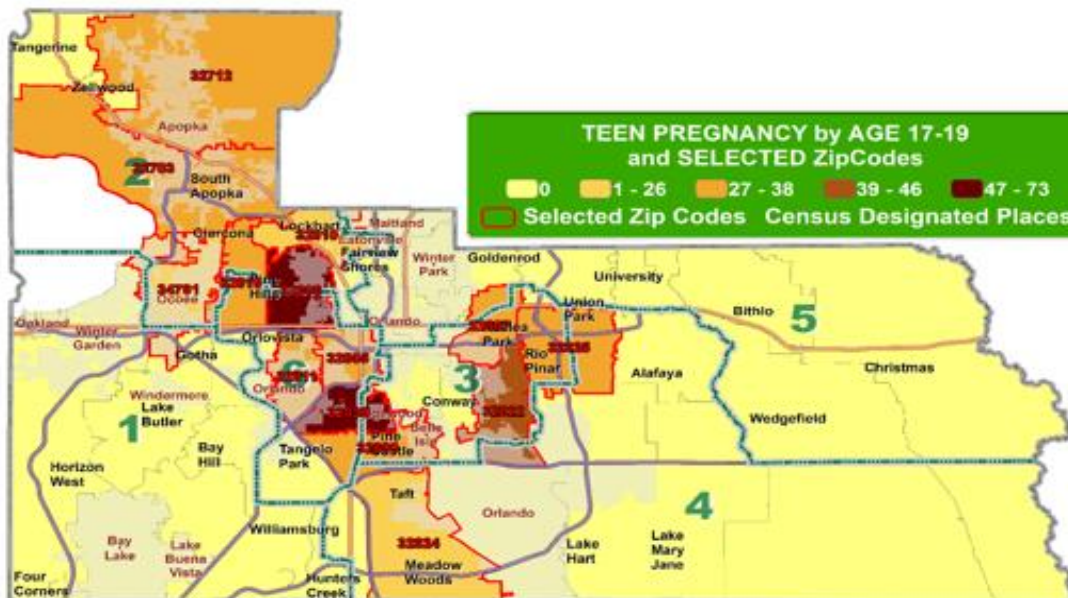 Tangerine
32712
Zellwood
Apopka
TEEN PREGNANCY by AGE 17-19
and SELECTED ZipCodes
0 1 - 26 27 - 38 39 - 46 47 - 73
Selected Zip Codes Census Designated Places
2
South
Apopka
Lockhart
Maitland
Eatonville
Fairview
Shores
Winter
Park
Goldenrod
University
Union
Park
Bithlo
5
34761
Ocoee
Hills
Oakland
Winter
Garden
Orlovista
Orlando
Gotha
Rio
Pinar
Alafaya
Christmas
3
Conway
Orlando
Windermere
Lake
Butler
1
Bay
Hill
Belle
Isle
Pine
Castle
Tangelo
Park
Wedgefield
Horizon
West
Taft
Williamsburg
Orlando
4
Bay
Lake
Lake
Buena
Vista
32824
Meadow
Woods
Lake
Hart
Lake
Mary
Jane
Four
Corners
Hunters
Creek